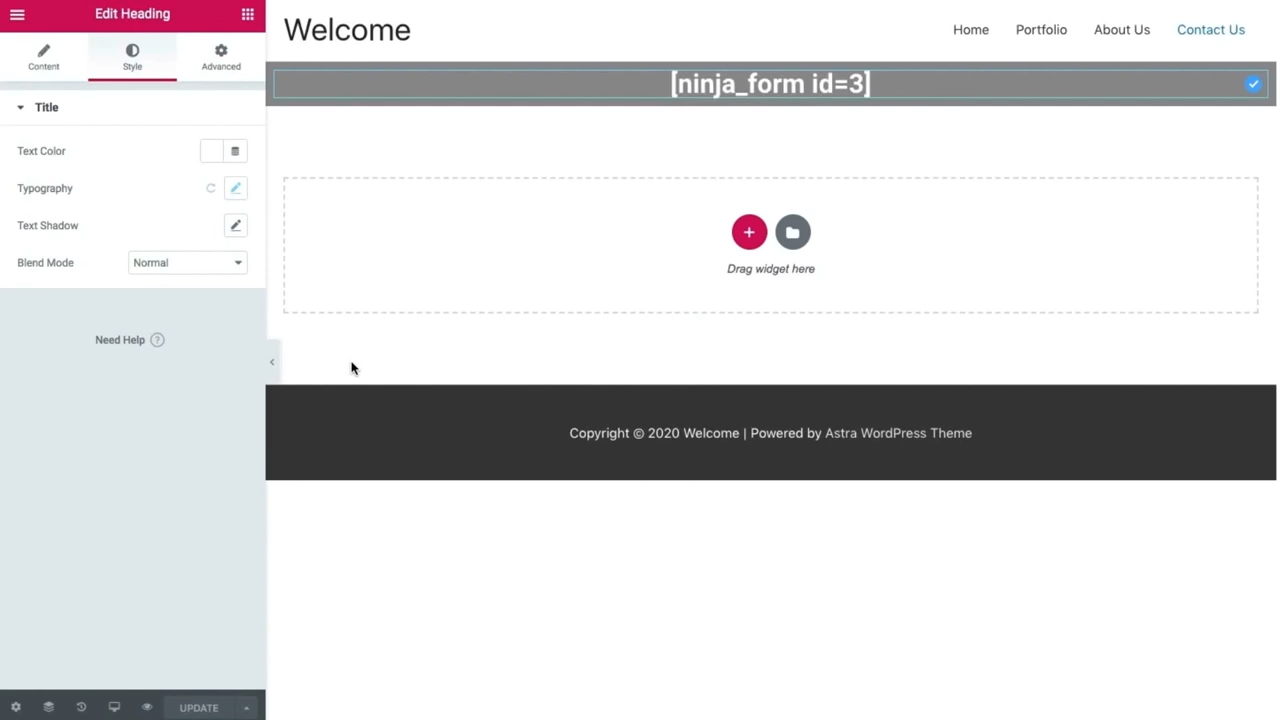 Edit Heading
Content
Style
Advanced
Title
Text Color
Typography
Text Shadow
Blend Mode
Normal
Need Help ?
UPDATE
Welcome
Home
Portfolio
About Us
Contact Us
[ninja_form id=3]
Drag widget here
Copyright © 2020 Welcome | Powered by Astra WordPress Theme